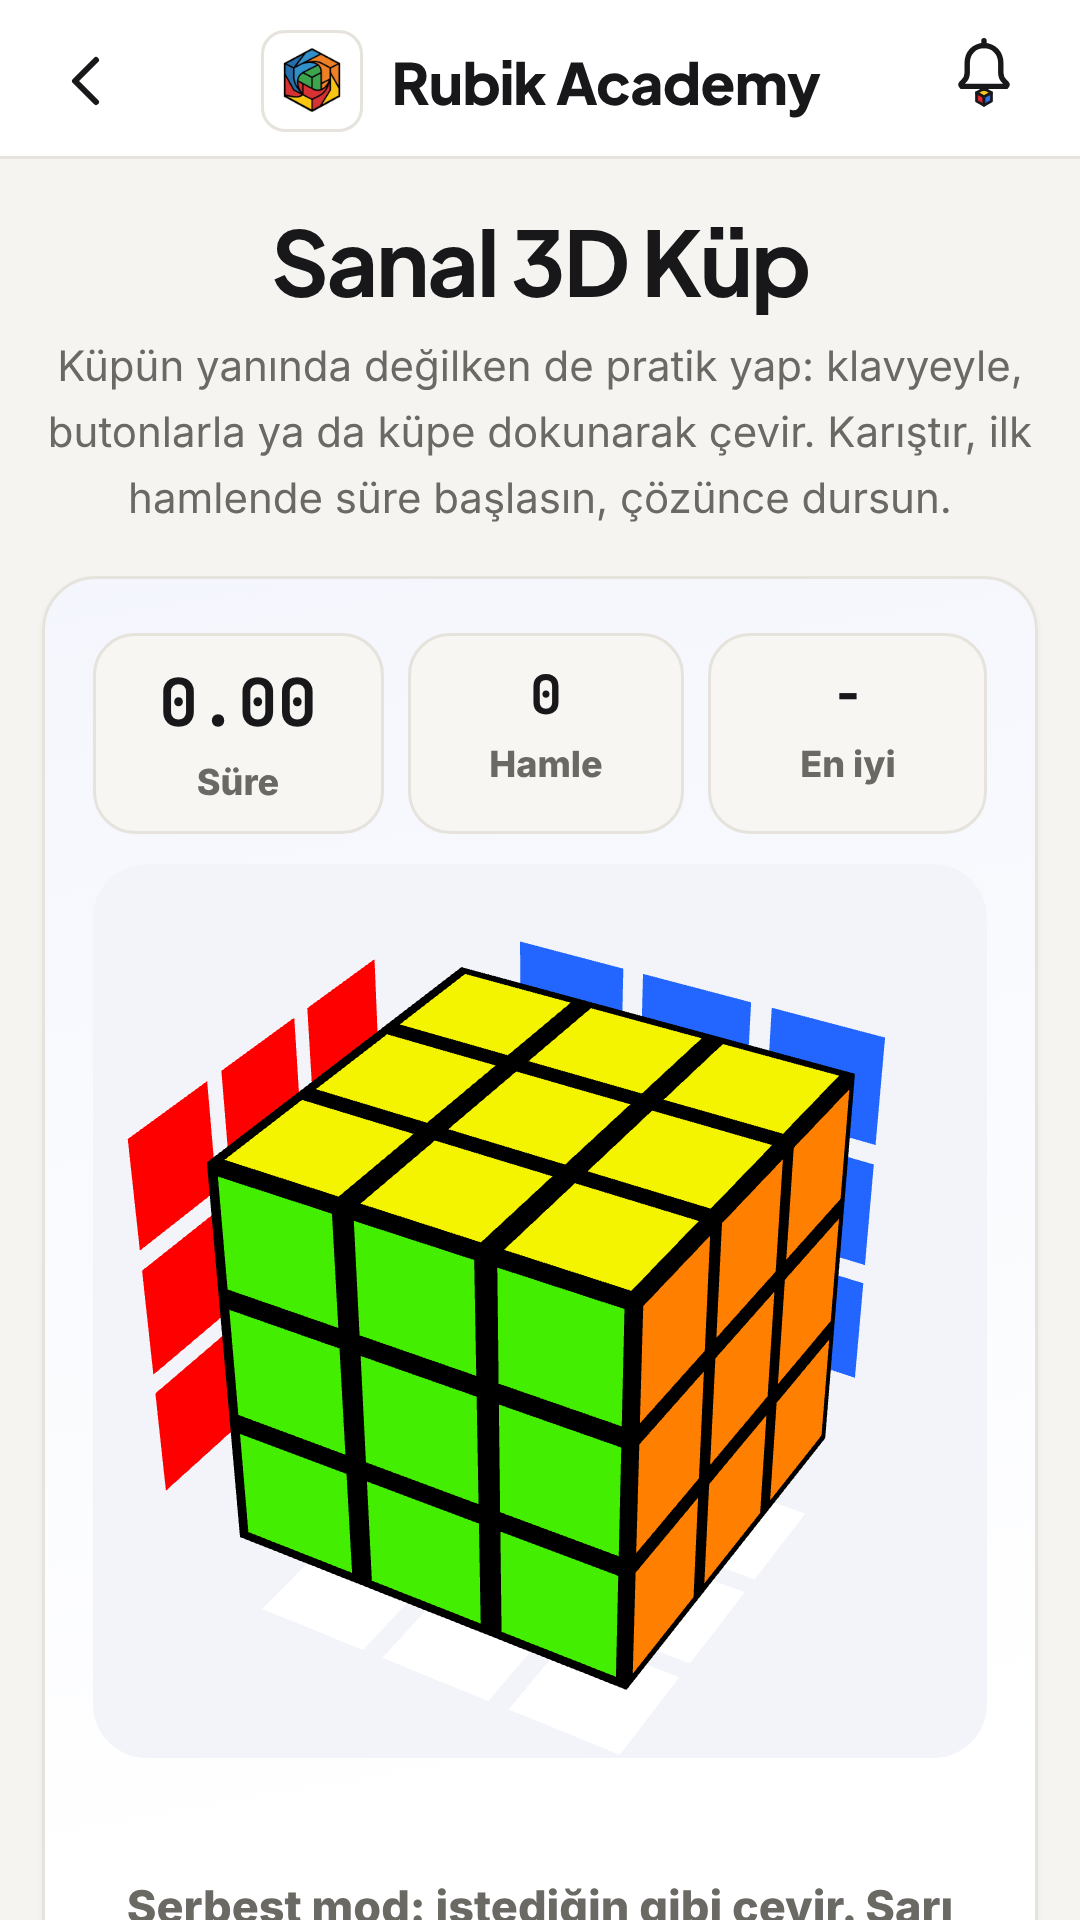 Rubik Academy
Sanal 3D Küp
Küpün yanında değilken de pratik yap: klavyeyle,
butonlarla ya da küpe dokunarak çevir. Karıştır, ilk
hamlende süre başlasın, çözünce dursun.
0.00
Süre
0
Hamle
-
En iyi
Serbest mod: istediğin gibi çevir. Sarı